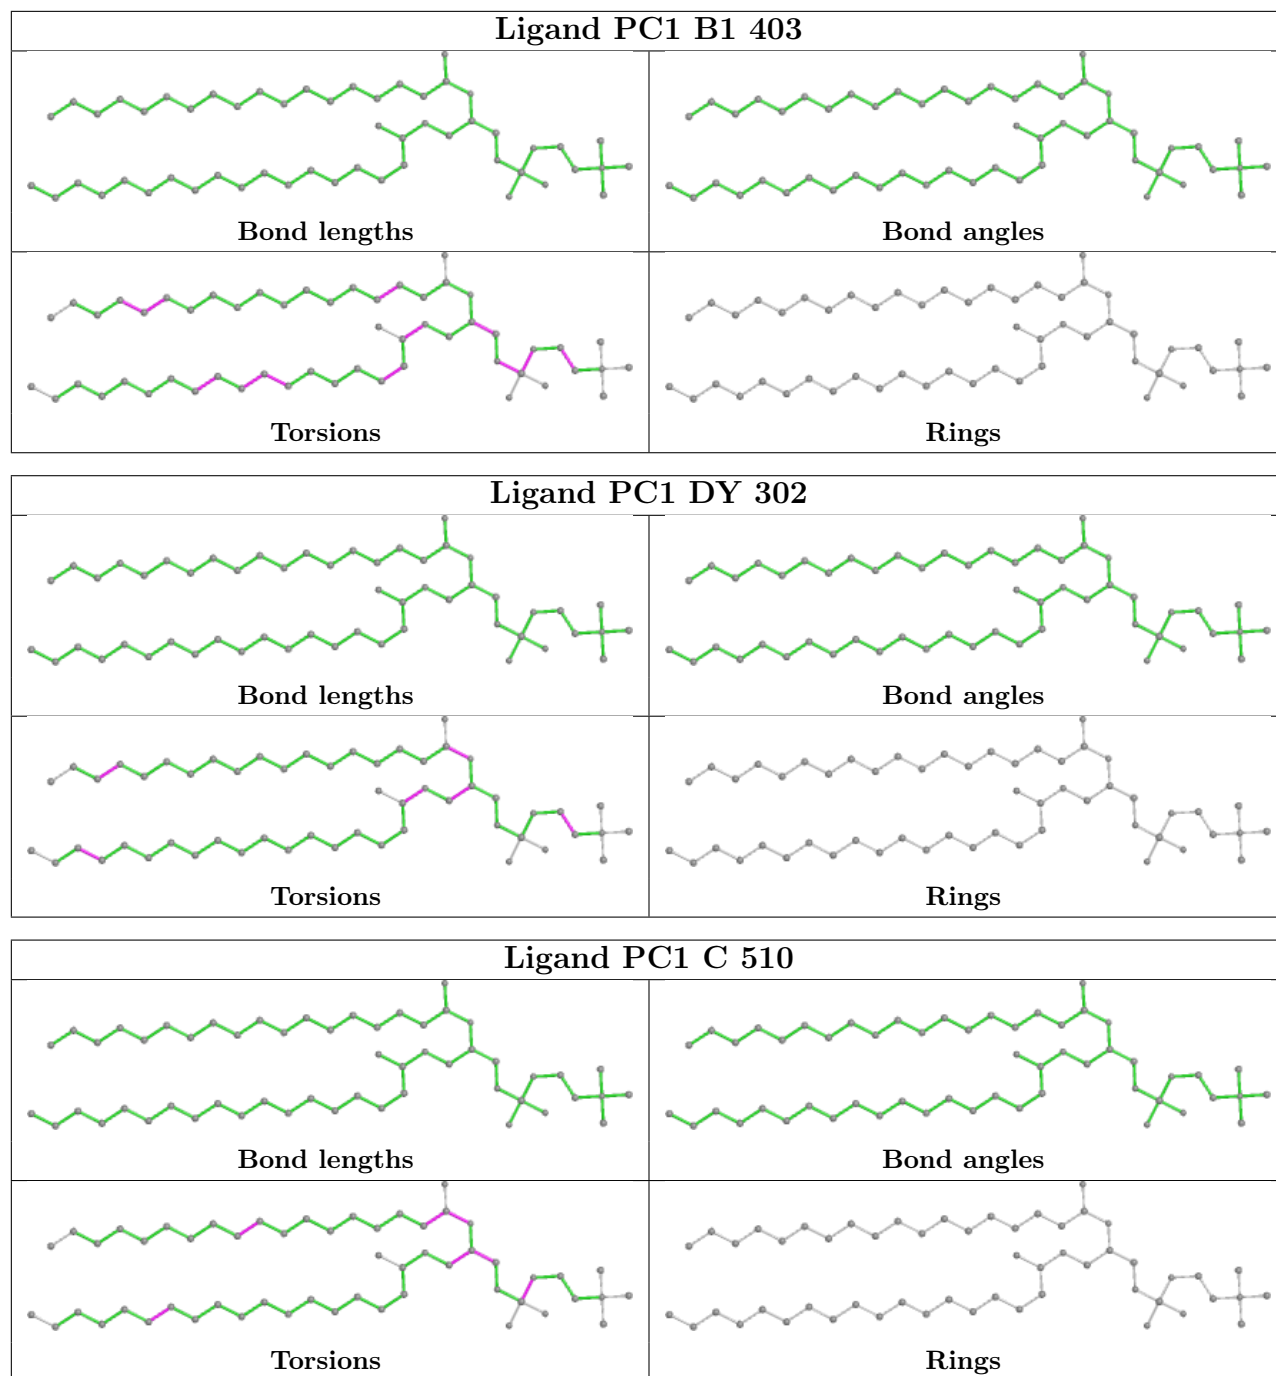 Ligand PC1 B1 403
Bond lengths
Bond angles
Torsions
Rings
Ligand PC1 DY 302
Bond lengths
Bond angles
Torsions
Rings
Ligand PC1 C 510
Bond lengths
Bond angles
Torsions
Rings